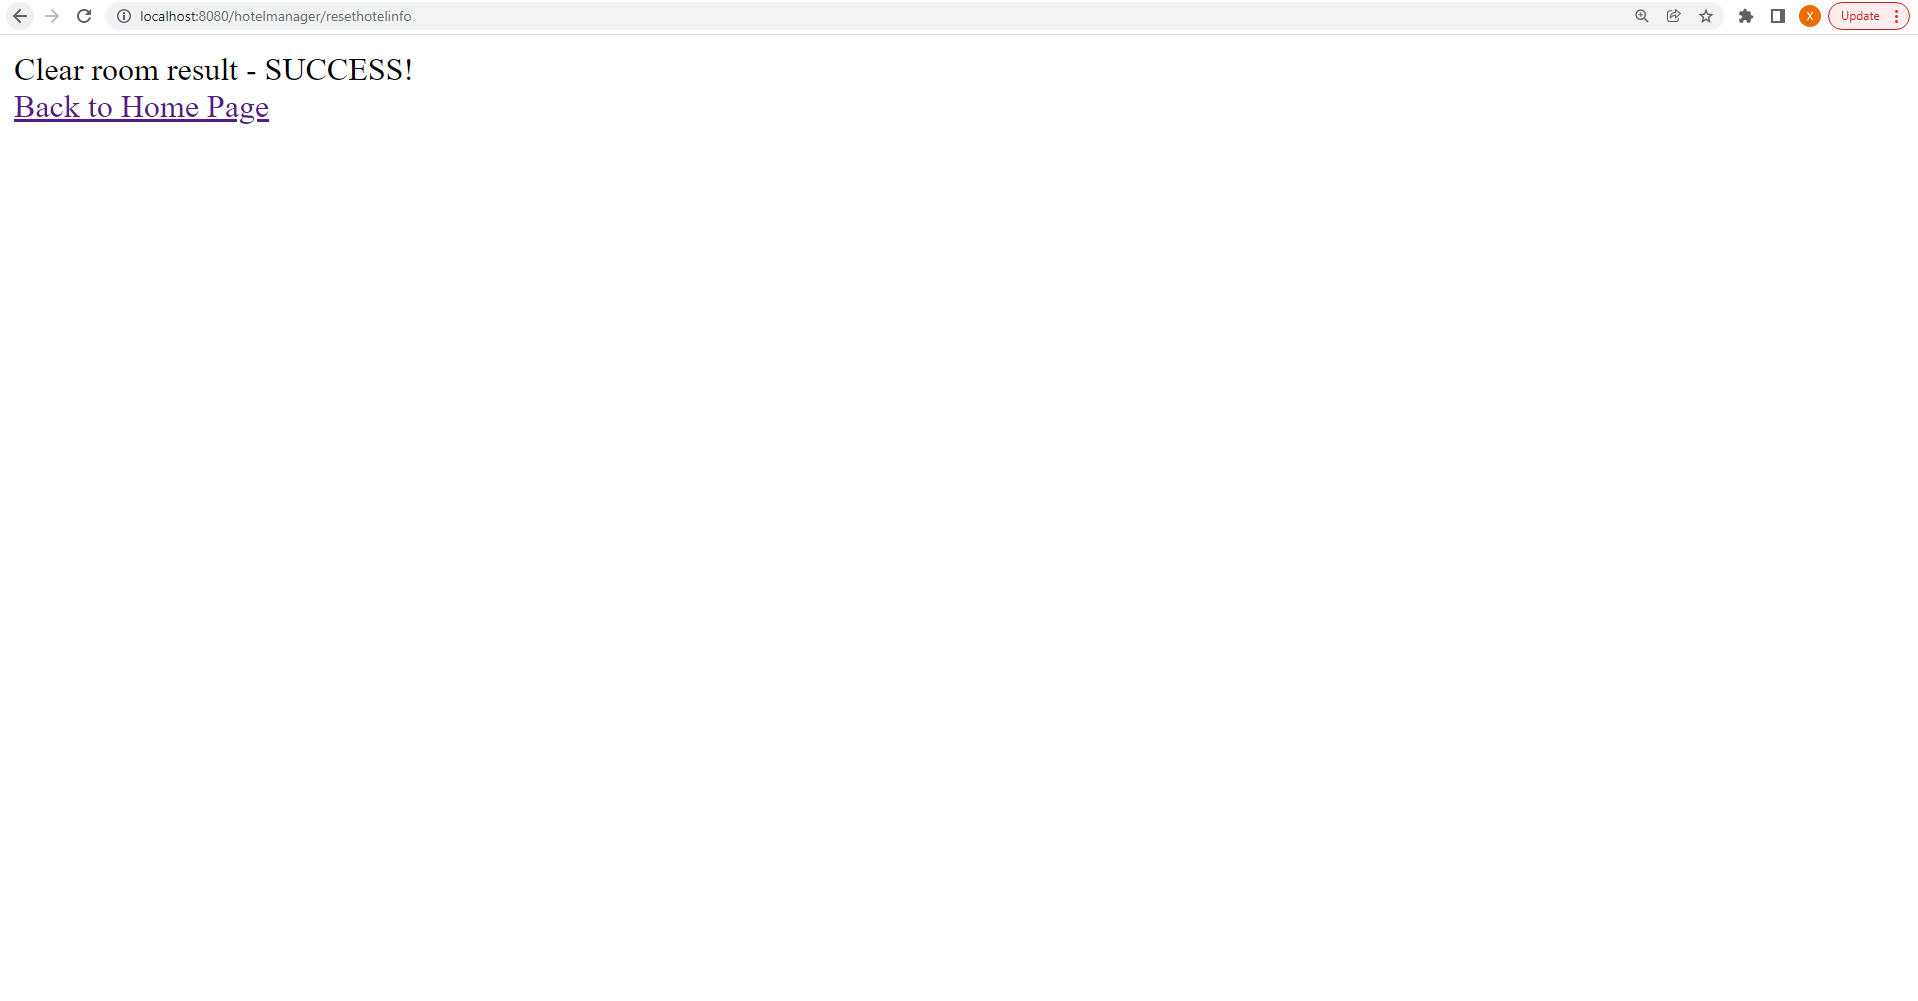 localhost:8080/hotelmanager/resethotelinfo
X
Update
Clear room result - SUCCESS!
Back to Home Page